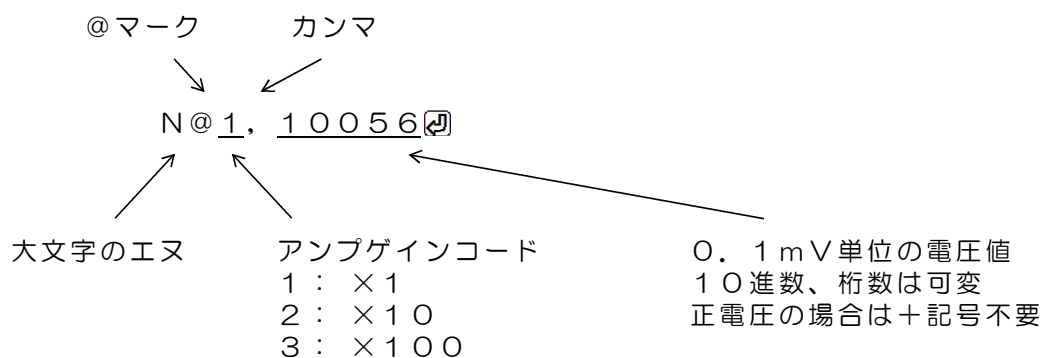 @マーク　カンマ
N@1, 10056⏎
大文字のエヌ
アンプゲインコード
1： ×1
2： ×10
3： ×100
0．1mV単位の電圧値
10進数、桁数は可変
正電圧の場合は＋記号不要